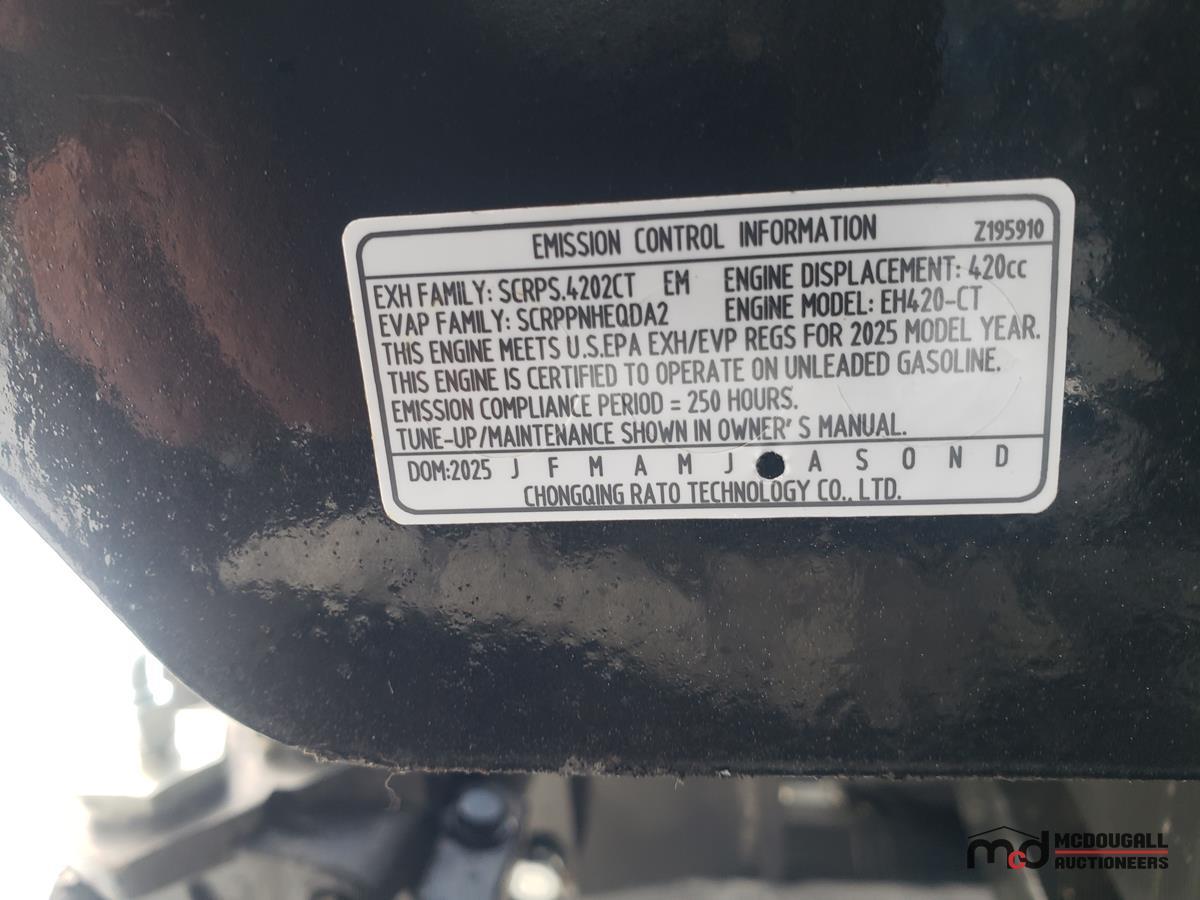 EMISSION CONTROL INFORMATION Z195910
EXH FAMILY: SCRPS.4202CT EM ENGINE DISPLACEMENT: 420cc
EVAP FAMILY: SCRPPNHEQDA2 ENGINE MODEL: EH420-CT
THIS ENGINE MEETS U.S.EPA EXH/EVP REGS FOR 2025 MODEL YEAR.
THIS ENGINE IS CERTIFIED TO OPERATE ON UNLEADED GASOLINE.
EMISSION COMPLIANCE PERIOD = 250 HOURS.
TUNE-UP/MAINTENANCE SHOWN IN OWNER' S MANUAL.
DOM:2025 J F M A M J A S O N D
CHONGQING RATO TECHNOLOGY CO., LTD.
mcd MCDOUGALL
AUCTIONEERS